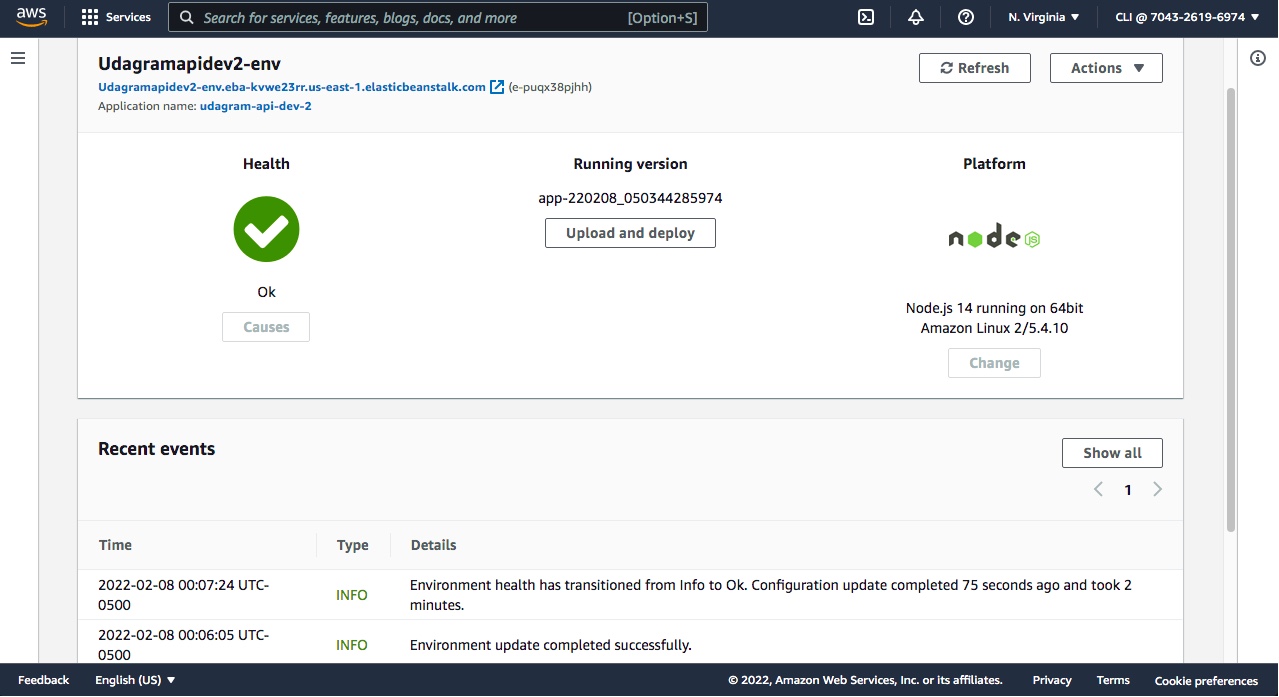 aws
Services
Search for services, features, blogs, docs, and more
[Option+S]
N. Virginia ▼
CLI @ 7043-2619-6974 ▼
Udagramapidev2-env
Refresh
Actions ▼
Udagramapidev2-env.eba-kvwe23rr.us-east-1.elasticbeanstalk.com (e-puqx38pjhh)
Application name: udagram-api-dev-2
Health
Running version
Platform
app-220208_050344285974
Upload and deploy
node JS
Ok
Causes
Node.js 14 running on 64bit
Amazon Linux 2/5.4.10
Change
Recent events
Show all
1
Time
Type
Details
2022-02-08 00:07:24 UTC-
0500
INFO
Environment health has transitioned from Info to Ok. Configuration update completed 75 seconds ago and took 2
minutes.
2022-02-08 00:06:05 UTC-
0500
INFO
Environment update completed successfully.
Feedback
English (US) ▼
© 2022, Amazon Web Services, Inc. or its affiliates.
Privacy
Terms
Cookie preferences